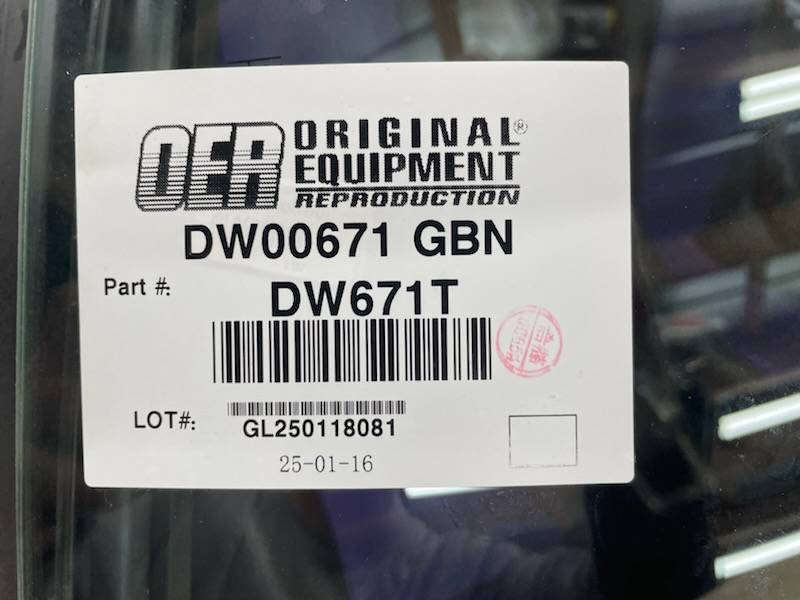 OER ORIGINAL®
EQUIPMENT
REPRODUCTION
DW00671 GBN
Part #: DW671T
LOT#: GL250118081
25-01-16